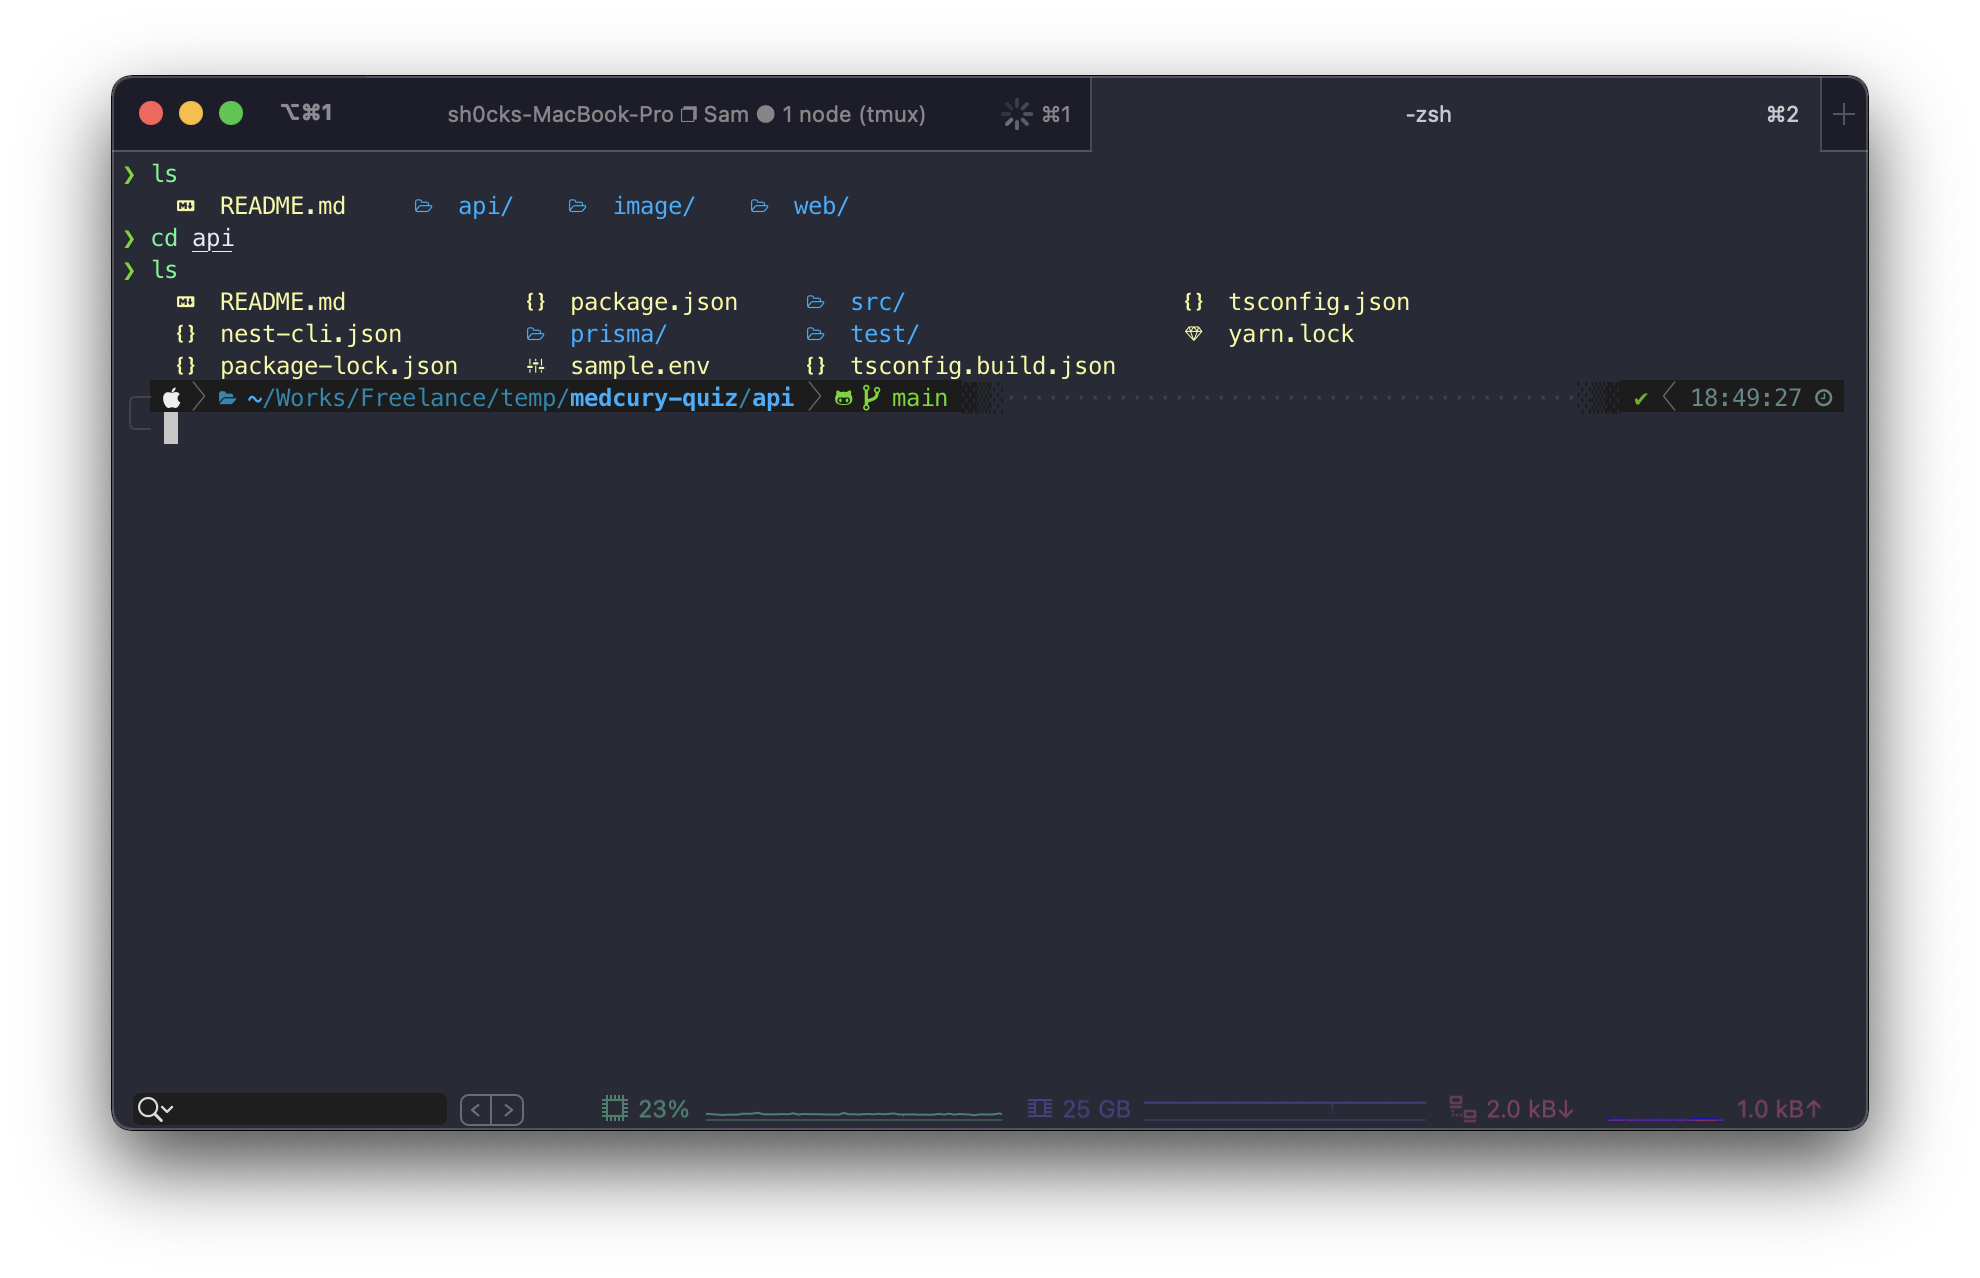 ⌥⌘1 sh0cks-MacBook-Pro Sam ● 1 node (tmux) ⌘1 -zsh ⌘2
❯ ls
README.md api/ image/ web/
❯ cd api
❯ ls
README.md package.json src/ tsconfig.json
nest-cli.json prisma/ test/ yarn.lock
package-lock.json sample.env tsconfig.build.json
~/Works/Freelance/temp/medcury-quiz/api main ✔ 18:49:27
23% 25 GB 2.0 kB↓ 1.0 kB↑